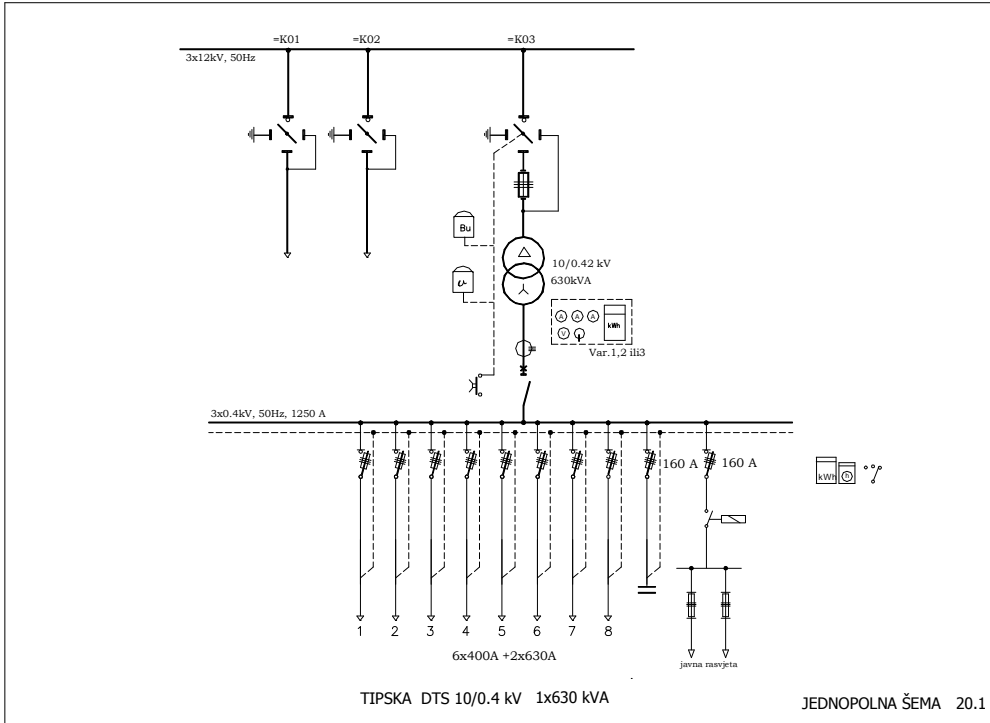 =K01
=K02
=K03
3x12kV, 50Hz
Bu
10/0.42 kV
630kVA
A A A
kWh
V
Var.1,2 ili3
3x0.4kV, 50Hz, 1250 A
160 A
160 A
kWh
h
1 2 3 4 5 6 7 8
6x400A +2x630A
javna rasvjeta
TIPSKA DTS 10/0.4 kV 1x630 kVA
JEDNOPOLNA ŠEMA 20.1